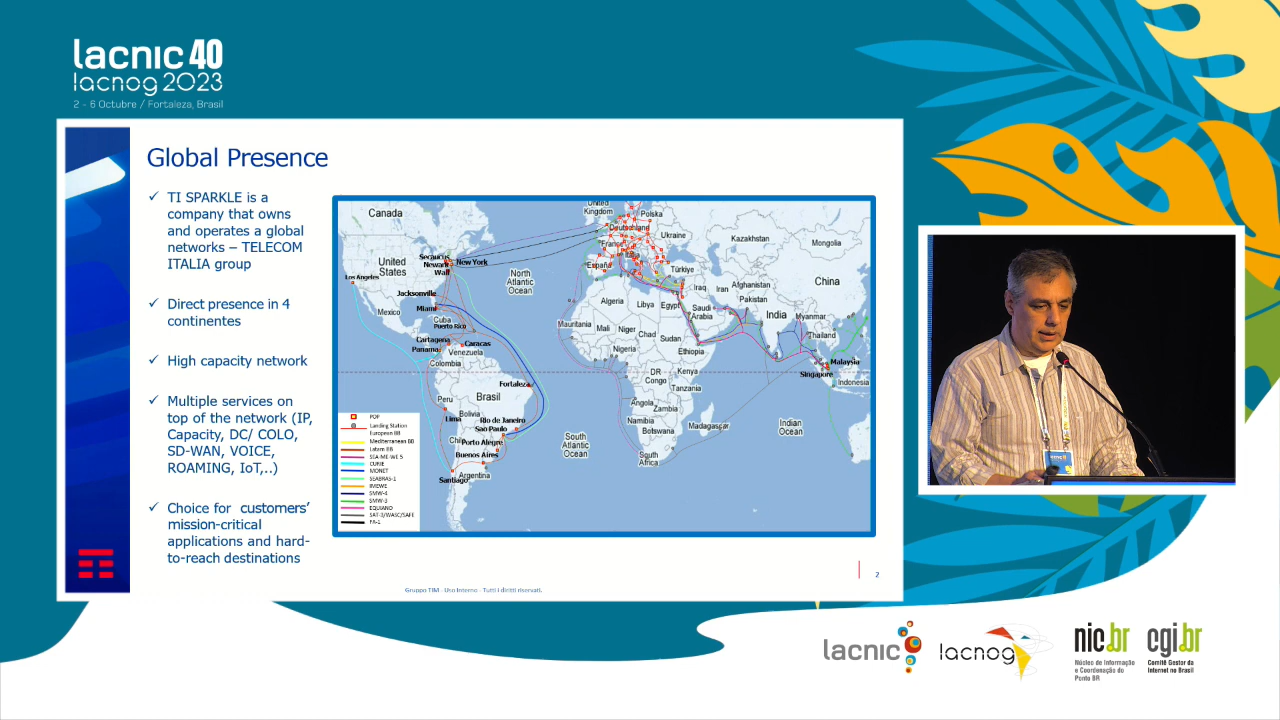 lacnic 40
lacnog 2023
2 - 6 Octubre / Fortaleza, Brasil
Global Presence
✓ TI SPARKLE is a
company that owns
and operates a global
networks – TELECOM
ITALIA group
✓ Direct presence in 4
continentes
✓ High capacity network
✓ Multiple services on
top of the network (IP,
Capacity, DC/ COLO,
SD-WAN, VOICE,
ROAMING, IoT,..)
✓ Choice for customers'
mission-critical
applications and hard-
to-reach destinations
Canada
United
Kingdom
Polska
Deutschland
Ukraine
France
Kazakhstan
Mongolia
United
States
Secaucus
Newark
Wall
New York
España
Italia
Türkiye
Los Angeles
North
Atlantic
Ocean
Iraq
Iran
Afghanistan
China
Jacksonville
Algeria
Libya
Egypt
Pakistan
Mexico
Miami
Saudi
Arabia
India
Myanmar
Cuba
Puerto Rico
Mauritania
Mali
Niger
Chad
Sudan
Thailand
Cartagena
Panama
Caracas
Venezuela
Nigeria
Ethiopia
Colombia
Malaysia
Singapore
DR
Congo
Kenya
Indonesia
Fortaleza
Tanzania
Brasil
Peru
Angola
Zambia
Lima
Bolivia
Rio de Janeiro
Namibia
Madagascar
Sao Paulo
Botswana
Indian
Ocean
Chil
Porto Alegre
South
Atlantic
Ocean
Buenos Aires
South
Africa
Argentina
Santiago
POP
Landing Station
European BB
Mediterranean BB
Latam BB
SEA-ME-WE 5
CURIE
MONET
SEABRAS-1
IMEWE
SMW-4
SMW-3
EQUIANO
SAT-3/WASC/SAFE
FA-1
Gruppo TIM - Uso Interno - Tutti i diritti riservati.
2
lacnic
lacnog
nic.br
Núcleo de Informação
e Coordenação do
Ponto BR
cgi.br
Comitê Gestor da
Internet no Brasil